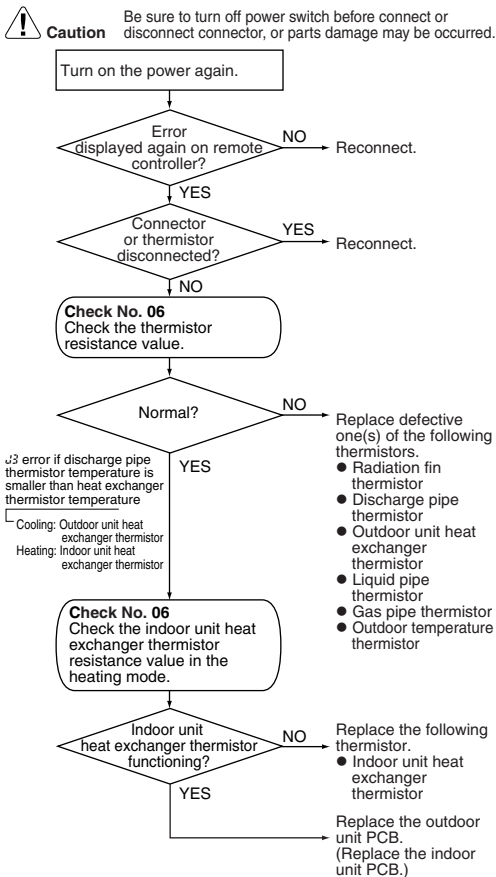 Caution
Be sure to turn off power switch before connect or
disconnect connector, or parts damage may be occurred.
Turn on the power again.
Error
displayed again on remote
controller?
NO
Reconnect.
YES
Connector
or thermistor
disconnected?
YES
Reconnect.
NO
Check No. 06
Check the thermistor
resistance value.
Normal?
NO
Replace defective
one(s) of the following
thermistors.
● Radiation fin
thermistor
● Discharge pipe
thermistor
● Outdoor unit heat
exchanger
thermistor
● Liquid pipe
thermistor
● Gas pipe thermistor
● Outdoor temperature
thermistor
YES
J3 error if discharge pipe
thermistor temperature is
smaller than heat exchanger
thermistor temperature
Cooling: Outdoor unit heat
exchanger thermistor
Heating: Indoor unit heat
exchanger thermistor
Check No. 06
Check the indoor unit heat
exchanger thermistor
resistance value in the
heating mode.
Indoor unit
heat exchanger thermistor
functioning?
NO
Replace the following
thermistor.
● Indoor unit heat
exchanger
thermistor
YES
Replace the outdoor
unit PCB.
(Replace the indoor
unit PCB.)